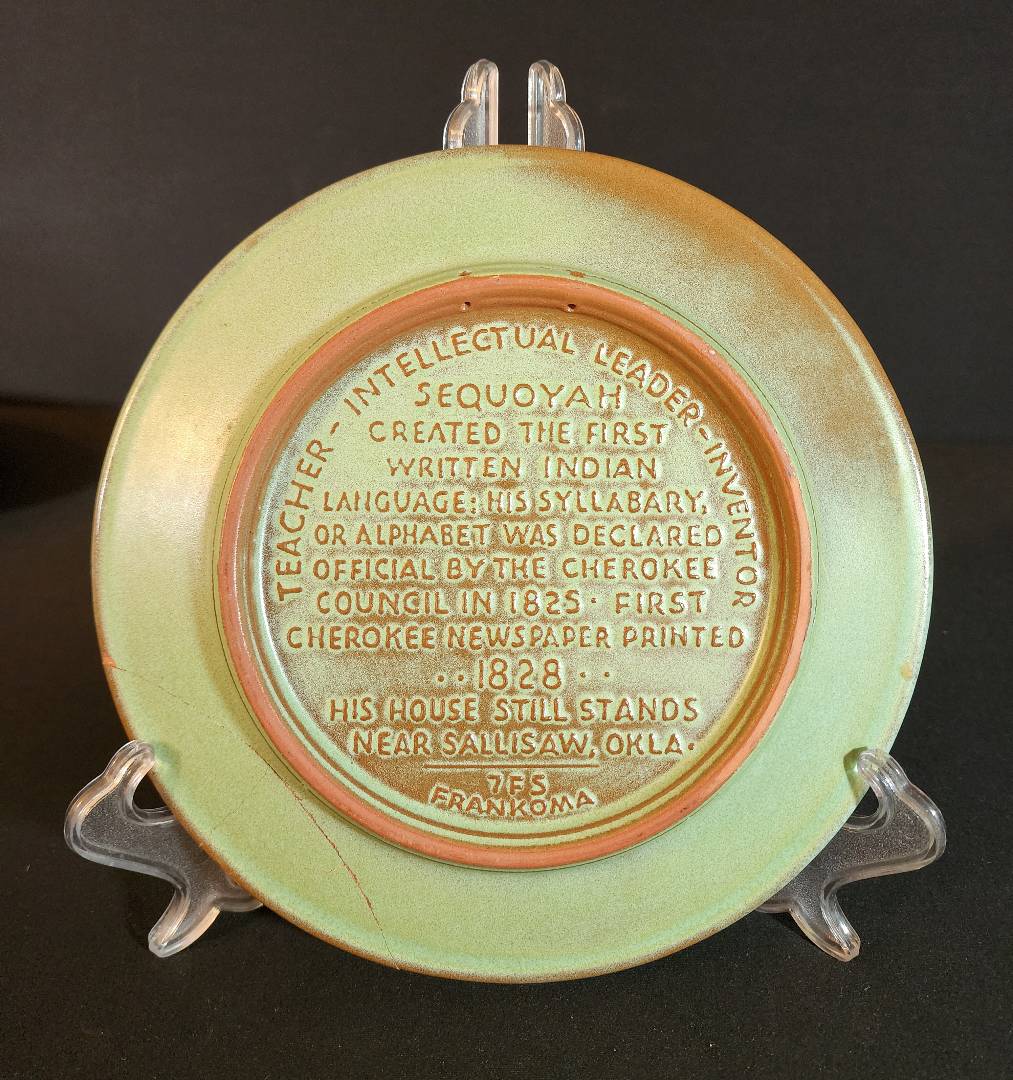 TEACHER - INTELLECTUAL LEADER - INVENTOR
SEQUOYAH
CREATED THE FIRST
WRITTEN INDIAN
LANGUAGE; HIS SYLLABARY,
OR ALPHABET WAS DECLARED
OFFICIAL BY THE CHEROKEE
COUNCIL IN 1825 · FIRST
CHEROKEE NEWSPAPER PRINTED
· · 1828 · ·
HIS HOUSE STILL STANDS
NEAR SALLISAW, OKLA.
7FS
FRANKOMA